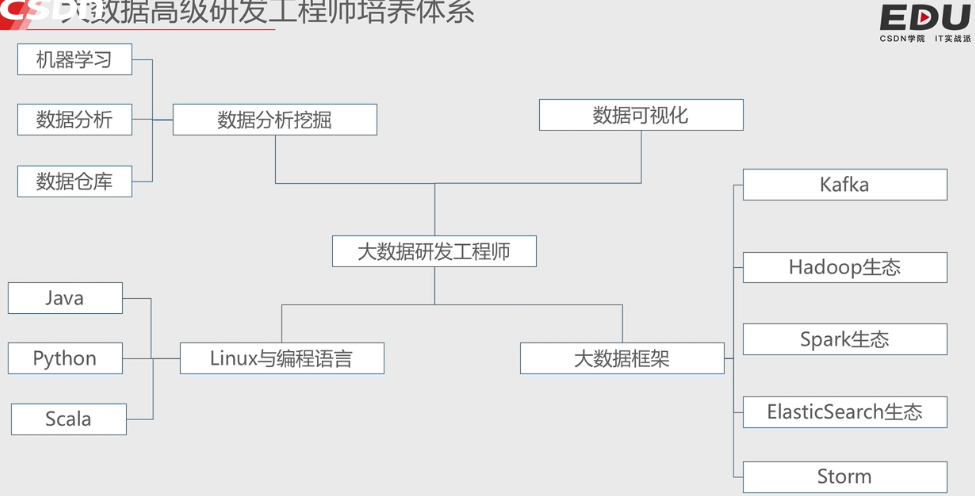 CSDN
大数据高级研发工程师培养体系
EDU
CSDN学院 IT实战派
机器学习
数据分析
数据仓库
数据分析挖掘
数据可视化
大数据研发工程师
Java
Python
Scala
Linux与编程语言
大数据框架
Kafka
Hadoop生态
Spark生态
ElasticSearch生态
Storm